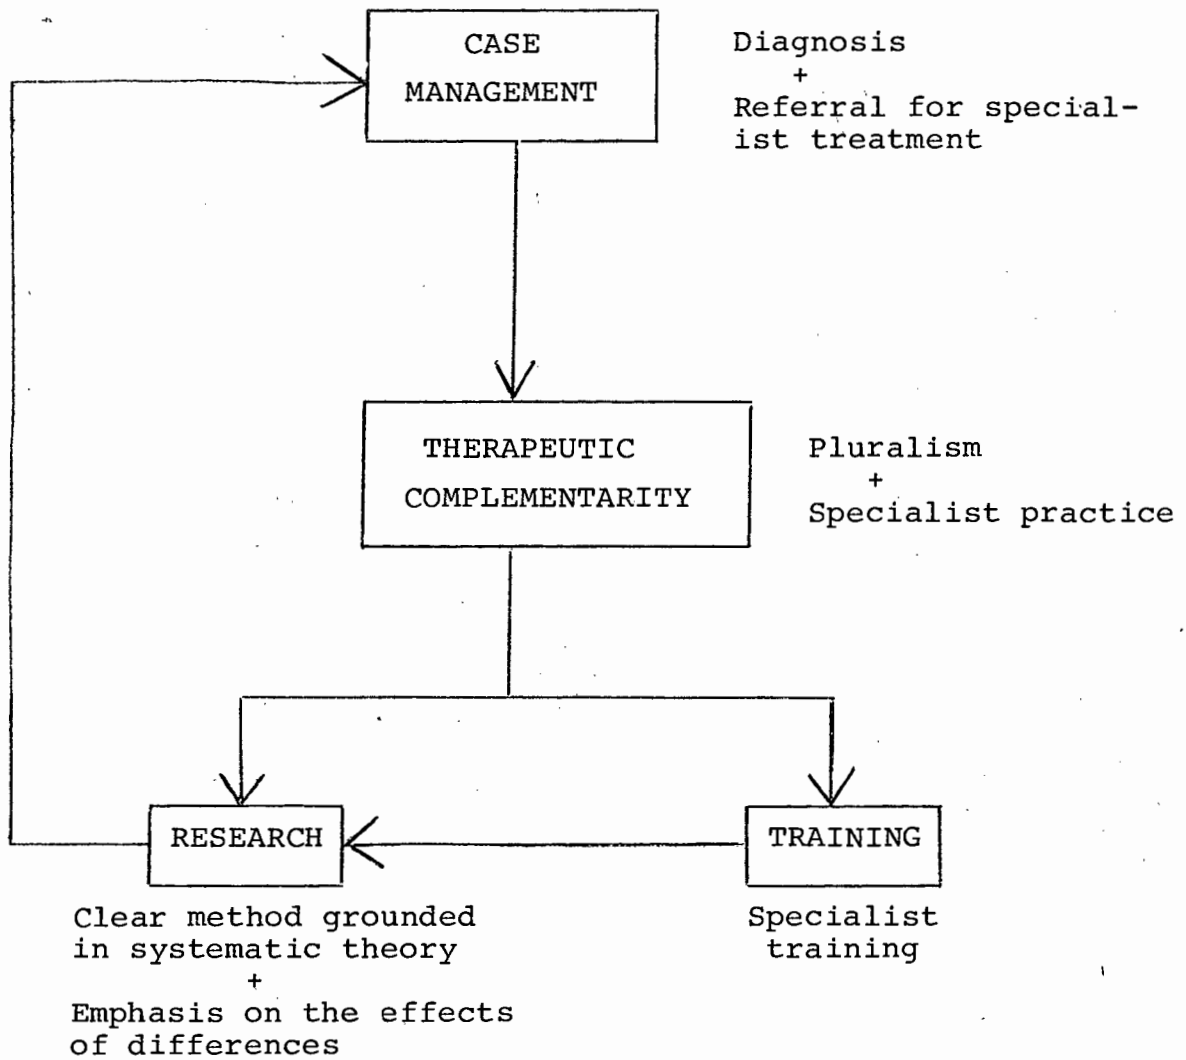 CASE
MANAGEMENT
Diagnosis
+
Referral for special-
ist treatment
THERAPEUTIC
COMPLEMENTARITY
Pluralism
+
Specialist practice
RESEARCH
TRAINING
Clear method grounded
in systematic theory
+
Emphasis on the effects
of differences
Specialist
training